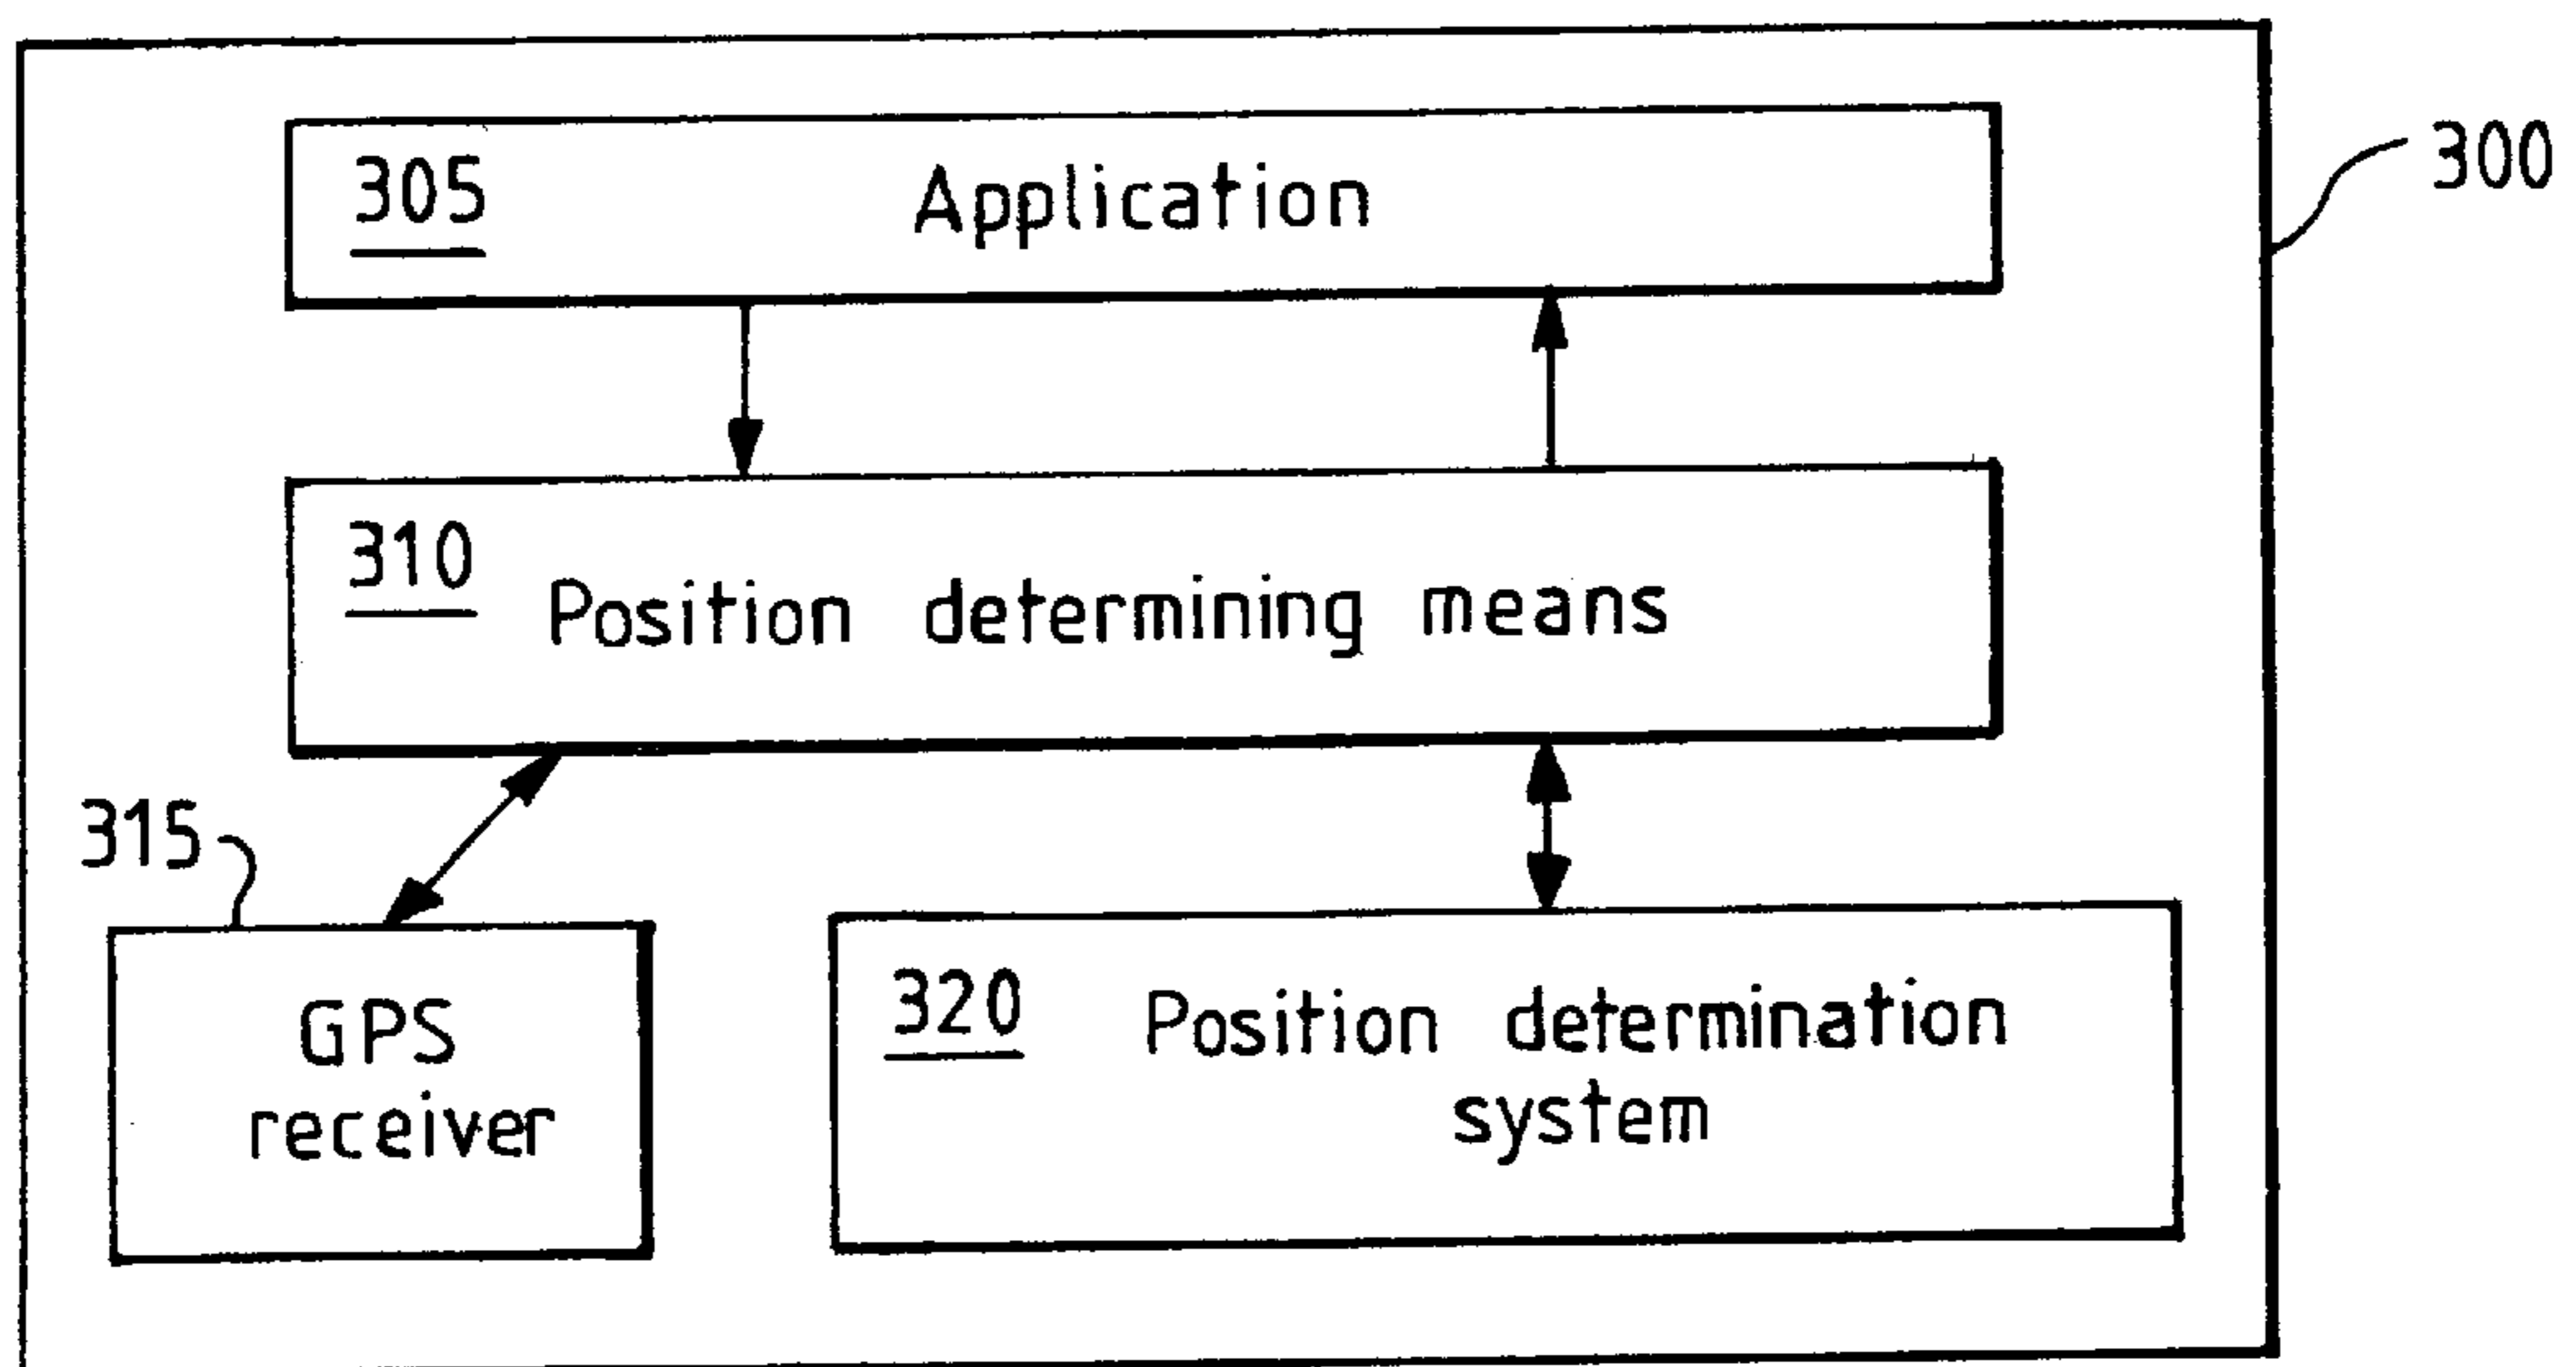 300
305 Application
310 Position determining means
315
GPS
receiver
320 Position determination
system